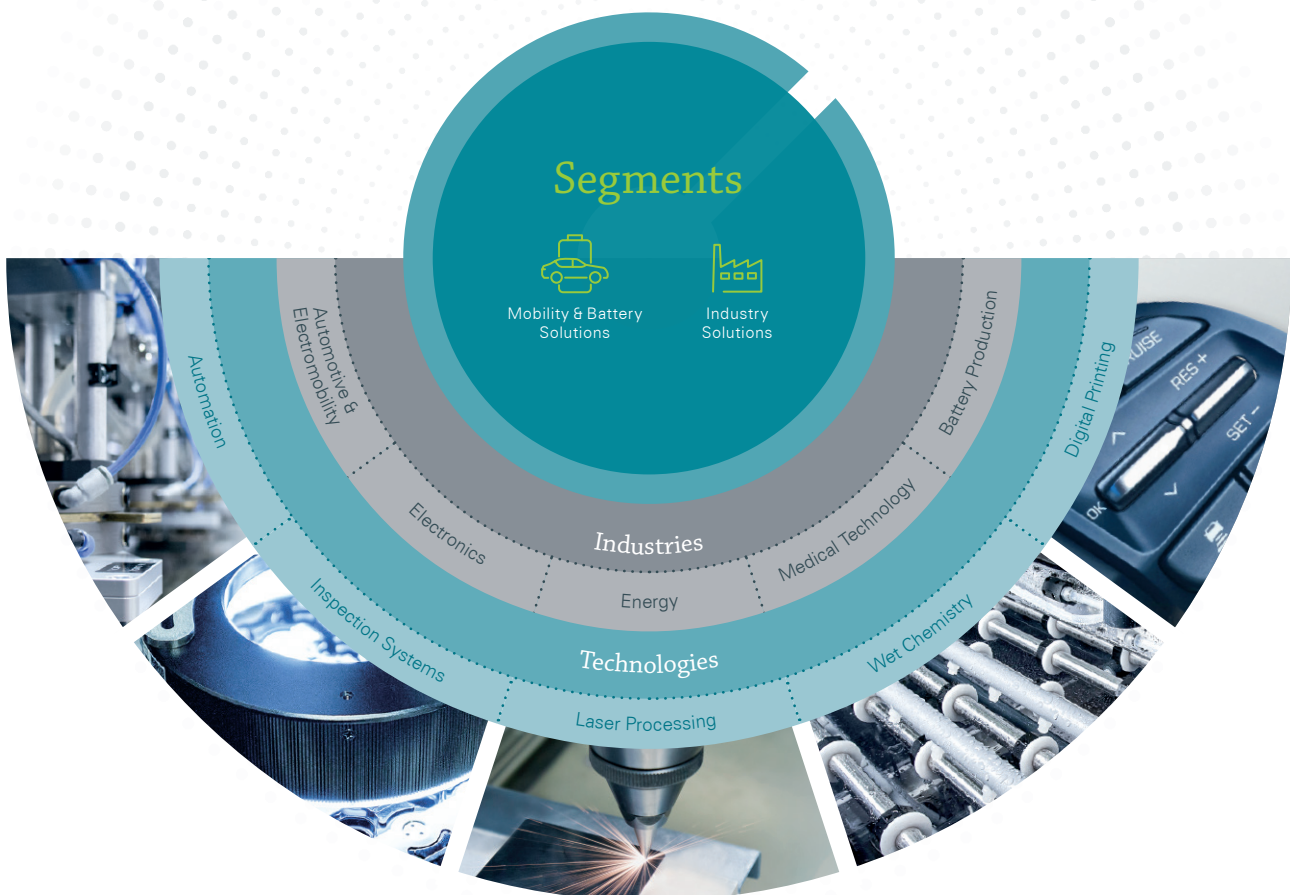 Segments
Mobility & Battery
Solutions
Industry
Solutions
Industries
Automotive &
Electromobility
Electronics
Energy
Medical Technology
Battery Production
Technologies
Automation
Inspection Systems
Laser Processing
Wet Chemistry
Digital Printing
RES +
SET –
OK